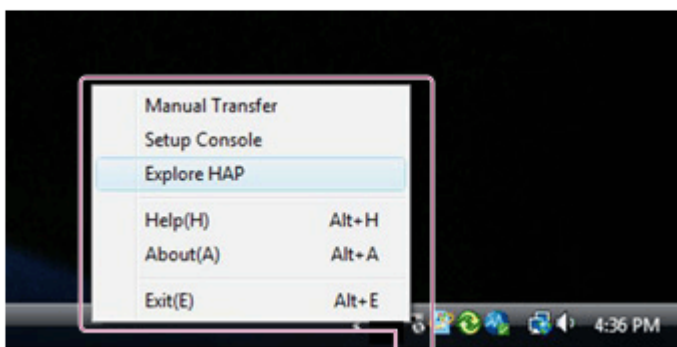 Manual Transfer
Setup Console
Explore HAP
Help(H) Alt+H
About(A) Alt+A
Exit(E) Alt+E
4:36 PM